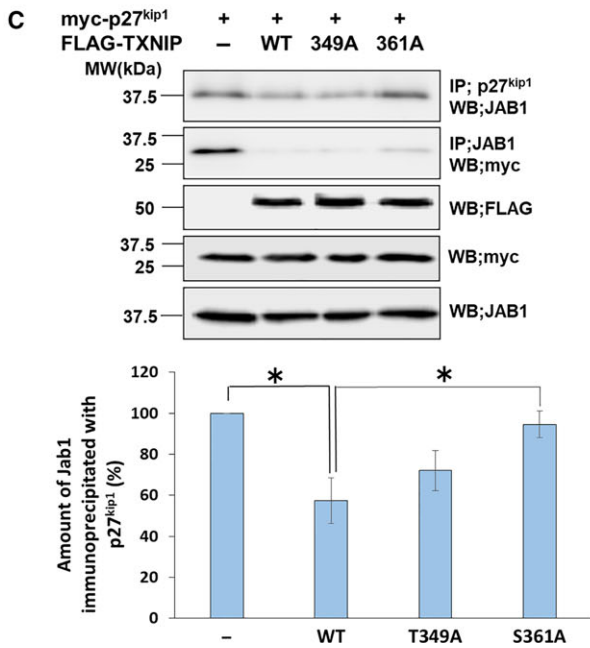 C
myc-p27kip1 + + + +
FLAG-TXNIP – WT 349A 361A
MW(kDa)
37.5 IP; p27kip1
WB;JAB1
37.5 IP;JAB1
25 WB;myc
50 WB;FLAG
37.5 WB;myc
25
37.5 WB;JAB1
120
100
80
60
40
20
0
* *
Amount of Jab1
immunoprecipitated with
p27kip1 (%)
– WT T349A S361A